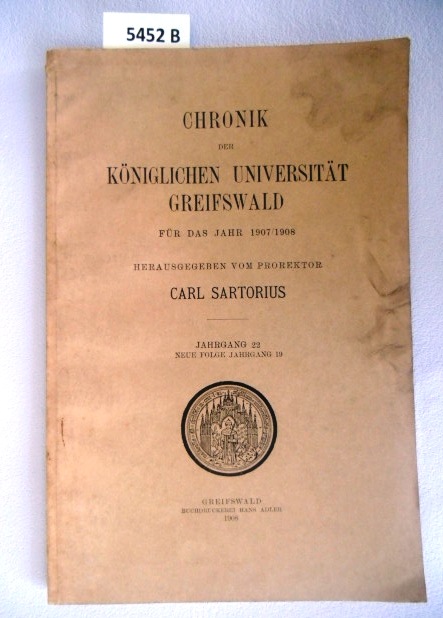 5452 B
CHRONIK
DER
KÖNIGLICHEN UNIVERSITÄT
GREIFSWALD
FÜR DAS JAHR 1907/1908
HERAUSGEGEBEN VOM PROREKTOR
CARL SARTORIUS
JAHRGANG 22
NEUE FOLGE JAHRGANG 19
GREIFSWALD
BUCHDRUCKEREI HANS ADLER
1908